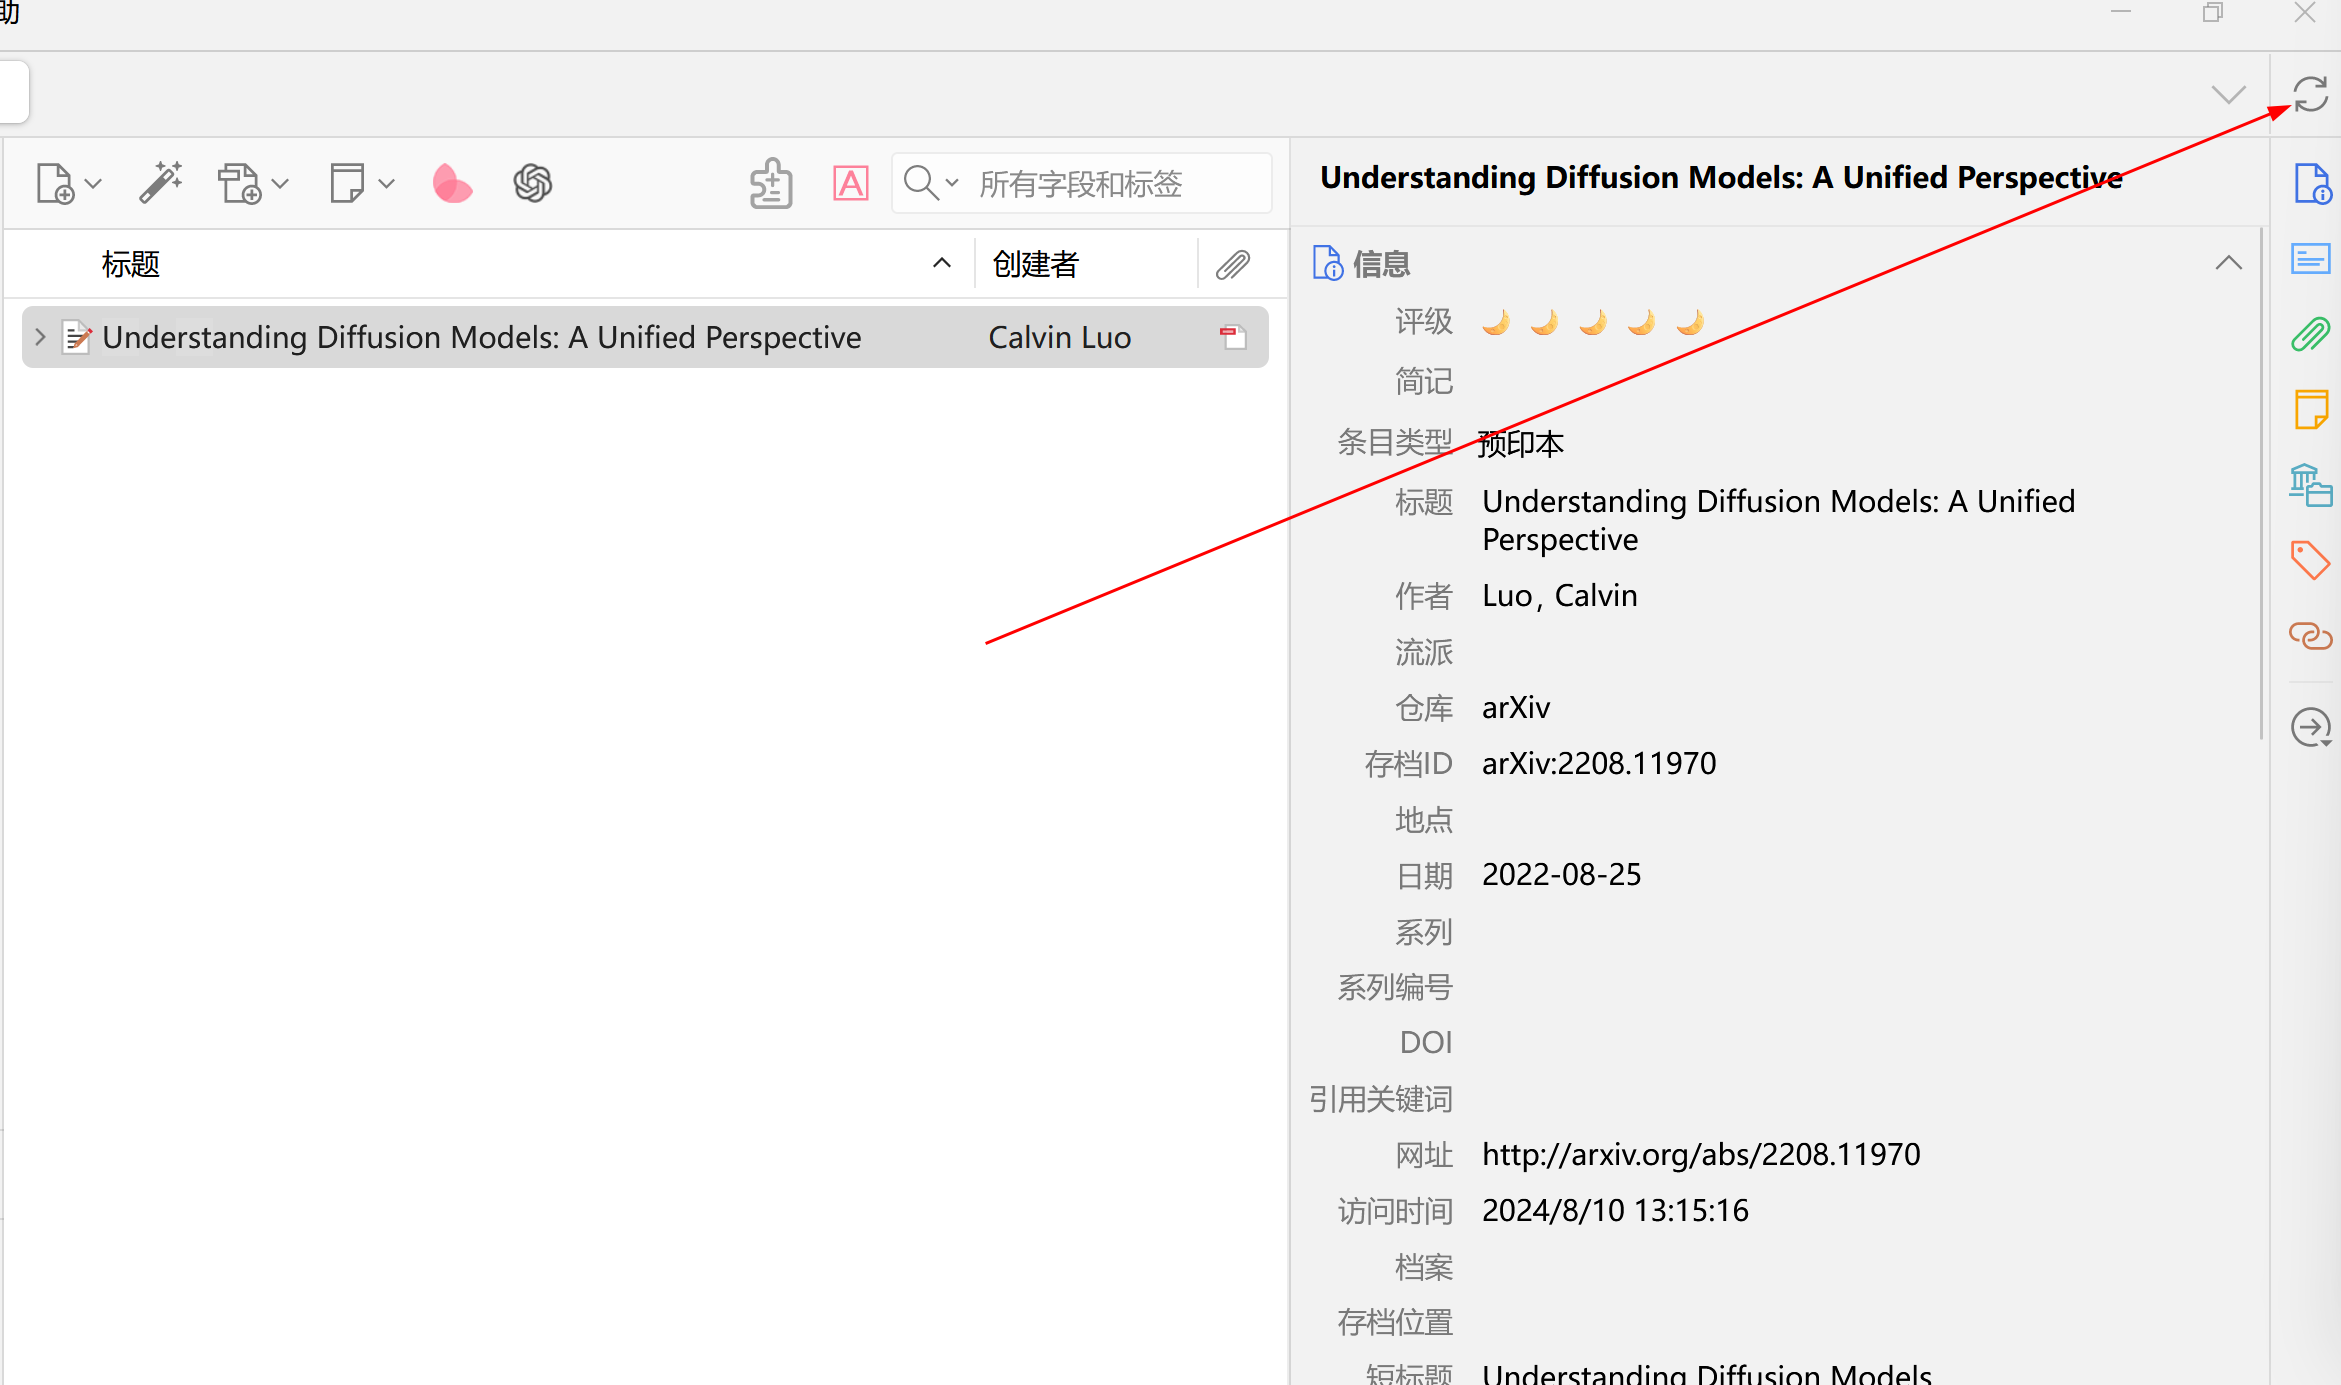 助
所有字段和标签
Understanding Diffusion Models: A Unified Perspective
标题
创建者
信息
Understanding Diffusion Models: A Unified Perspective
Calvin Luo
评级
简记
条目类型 预印本
标题 Understanding Diffusion Models: A Unified
Perspective
作者 Luo, Calvin
流派
仓库 arXiv
存档ID arXiv:2208.11970
地点
日期 2022-08-25
系列
系列编号
DOI
引用关键词
网址 http://arxiv.org/abs/2208.11970
访问时间 2024/8/10 13:15:16
档案
存档位置
短标题 Understanding Diffusion Models